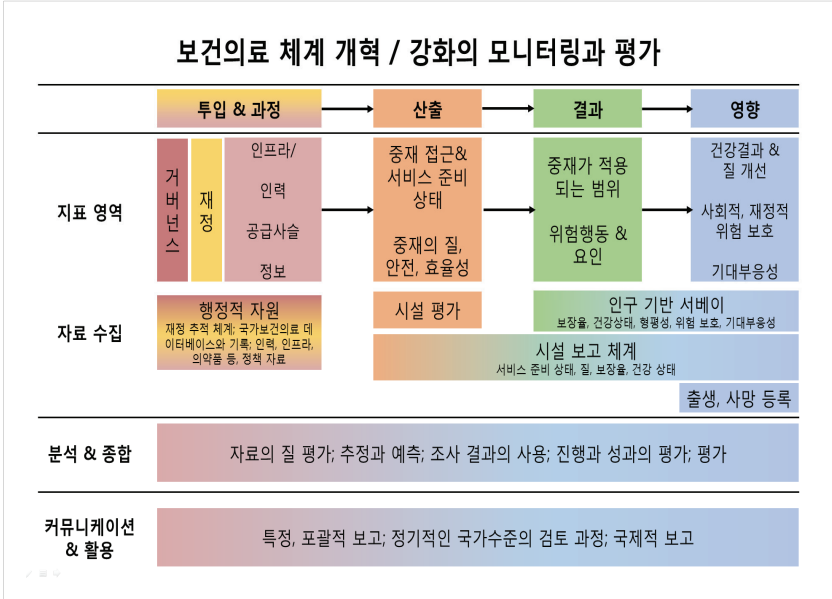 보건의료 체계 개혁 / 강화의 모니터링과 평가
투입 & 과정
산출
결과
영향
지표 영역
거버넌스
재정
인프라/
인력
공급사슬
정보
중재 접근&
서비스 준비
상태
중재의 질,
안전, 효율성
중재가 적용
되는 범위
위험행동 &
요인
건강결과 &
질 개선
사회적, 재정적
위험 보호
기대부응성
자료 수집
행정적 자원
재정 추적 체계; 국가보건의료 데
이터베이스와 기록; 인력, 인프라,
의약품 등, 정책 자료
시설 평가
인구 기반 서베이
보장율, 건강상태, 형평성, 위험 보호, 기대부응성
시설 보고 체계
서비스 준비 상태, 질, 보장율, 건강 상태
출생, 사망 등록
분석 & 종합
자료의 질 평가; 추정과 예측; 조사 결과의 사용; 진행과 성과의 평가; 평가
커뮤니케이션
& 활용
특정, 포괄적 보고; 정기적인 국가수준의 검토 과정; 국제적 보고